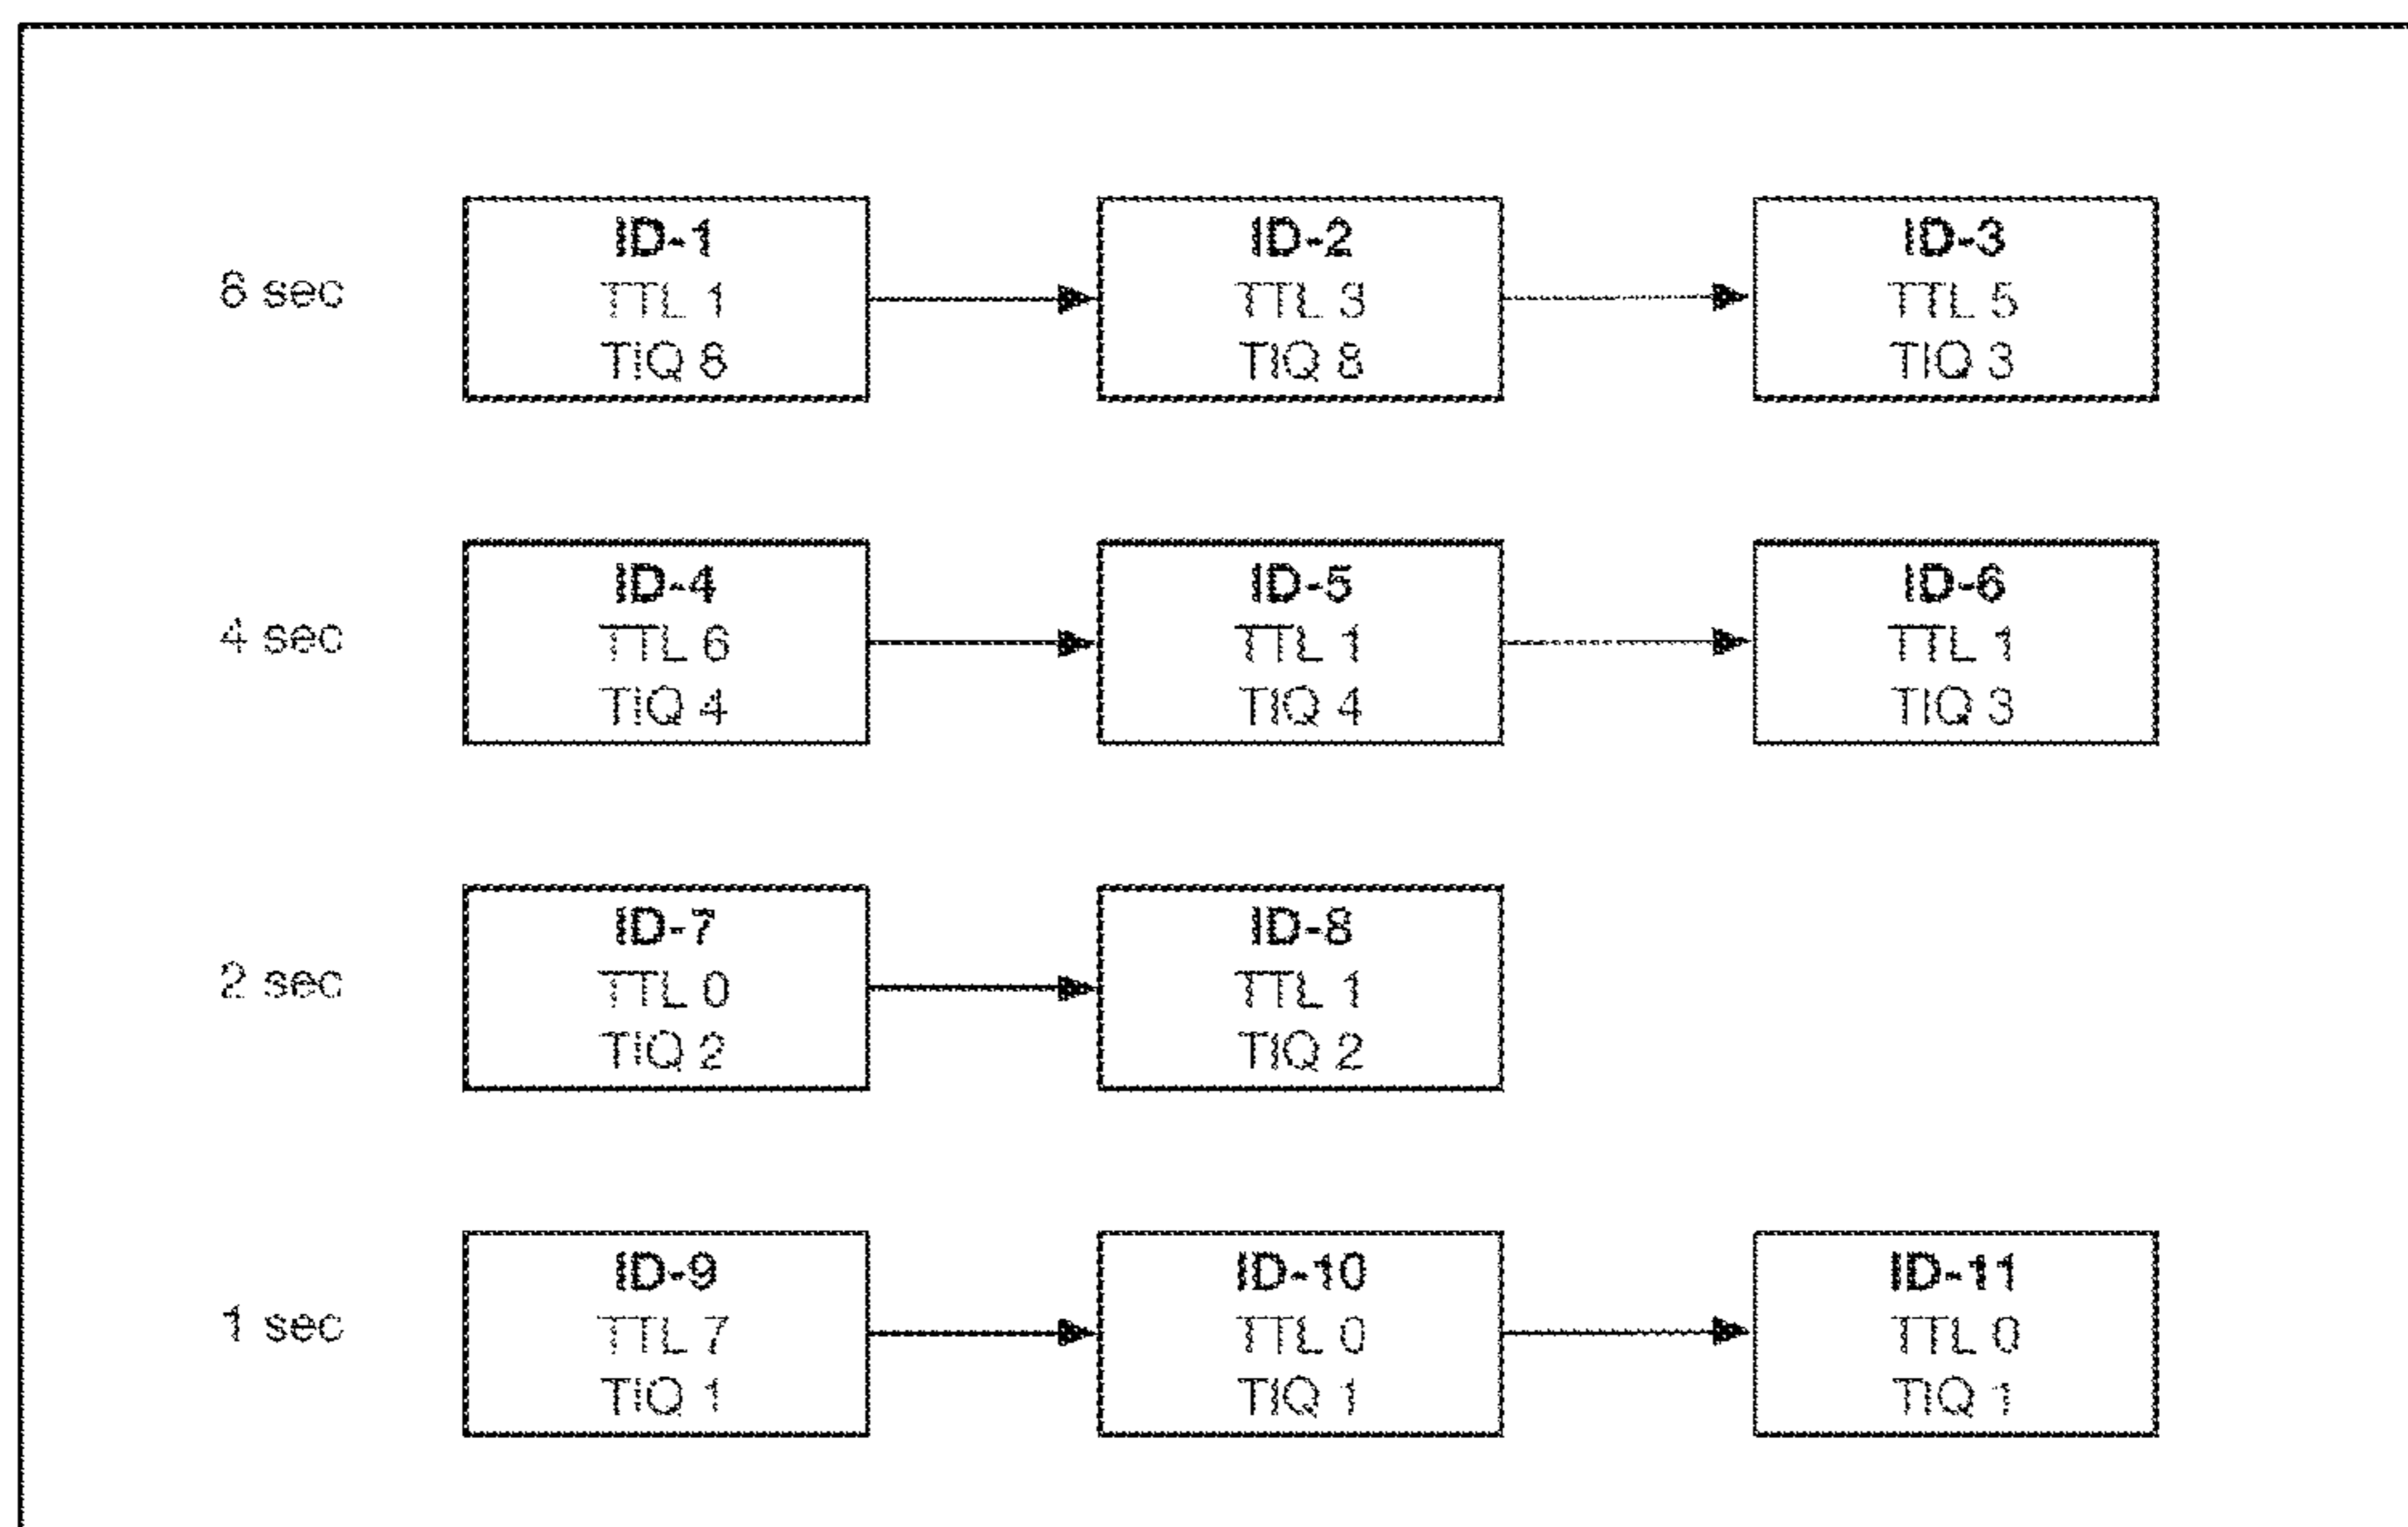 8 sec
ID-1
TTL 1
TIQ 8
ID-2
TTL 3
TIQ 8
ID-3
TTL 5
TIQ 3
4 sec
ID-4
TTL 6
TIQ 4
ID-5
TTL 1
TIQ 4
ID-6
TTL 1
TIQ 3
2 sec
ID-7
TTL 0
TIQ 2
ID-8
TTL 1
TIQ 2
1 sec
ID-9
TTL 7
TIQ 1
ID-10
TTL 0
TIQ 1
ID-11
TTL 0
TIQ 1